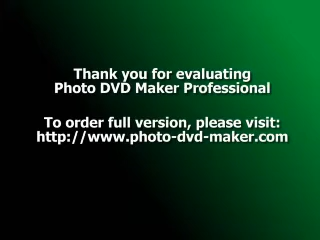 Thank you for evaluating
Photo DVD Maker Professional
To order full version, please visit:
http://www.photo-dvd-maker.com